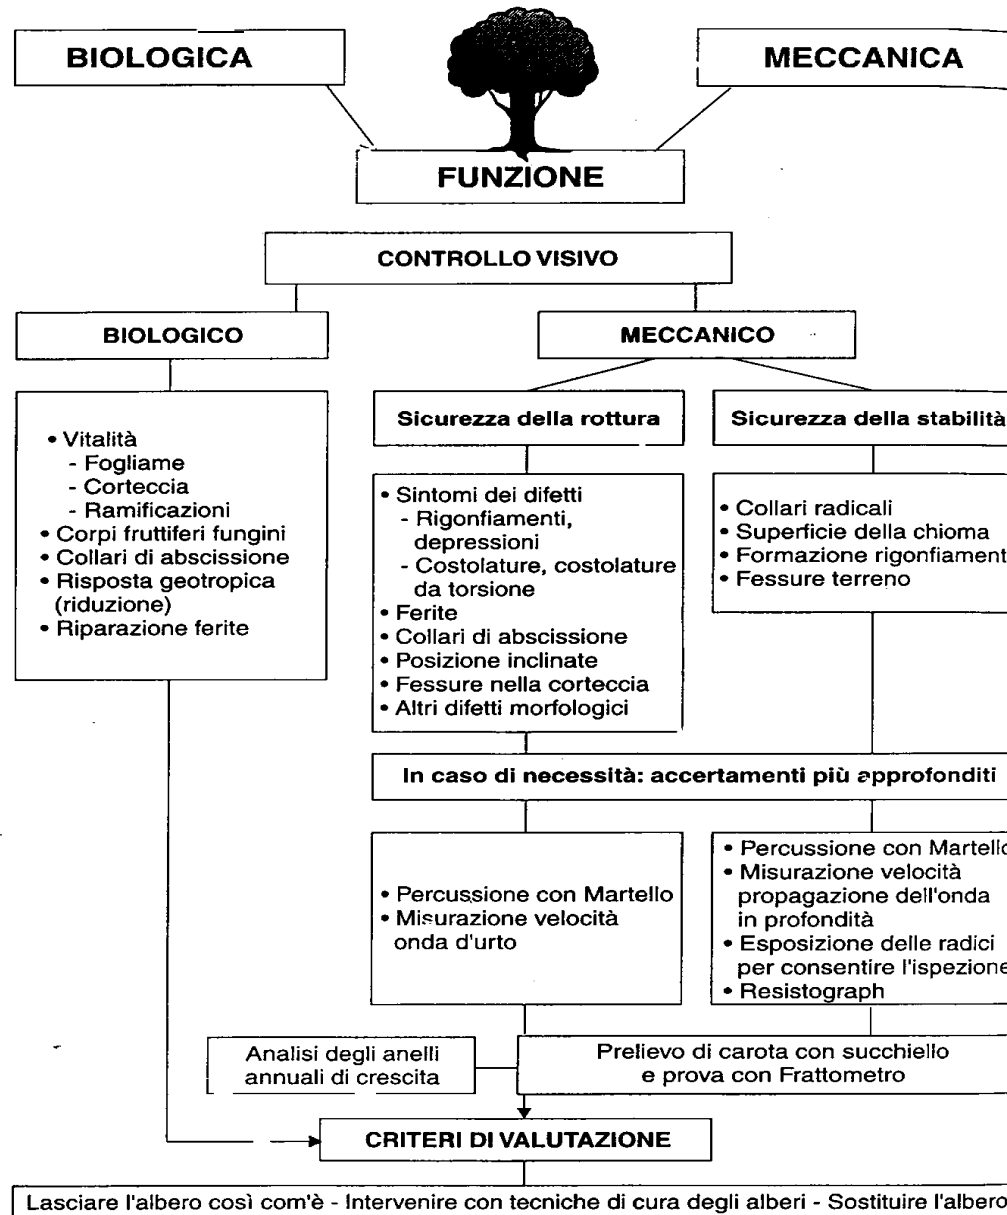 BIOLOGICA
MECCANICA
FUNZIONE
CONTROLLO VISIVO
BIOLOGICO
MECCANICO
• Vitalità
- Fogliame
- Corteccia
- Ramificazioni
• Corpi fruttiferi fungini
• Collari di abscissione
• Risposta geotropica
(riduzione)
• Riparazione ferite
Sicurezza della rottura
• Sintomi dei difetti
- Rigonfiamenti,
depressioni
- Costolature, costolature
da torsione
• Ferite
• Collari di abscissione
• Posizione inclinate
• Fessure nella corteccia
• Altri difetti morfologici
Sicurezza della stabilità
• Collari radicali
• Superficie della chioma
• Formazione rigonfiament
• Fessure terreno
In caso di necessità: accertamenti più approfonditi
• Percussione con Martello
• Misurazione velocità
onda d'urto
• Percussione con Martello
• Misurazione velocità
propagazione dell'onda
in profondità
• Esposizione delle radici
per consentire l'ispezione
• Resistograph
Analisi degli anelli
annuali di crescita
Prelievo di carota con succhiello
e prova con Frattometro
CRITERI DI VALUTAZIONE
Lasciare l'albero così com'è - Intervenire con tecniche di cura degli alberi - Sostituire l'albero